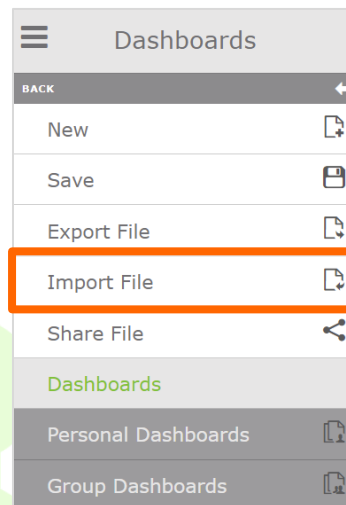 Dashboards
BACK
New
Save
Export File
Import File
Share File
Dashboards
Personal Dashboards
Group Dashboards